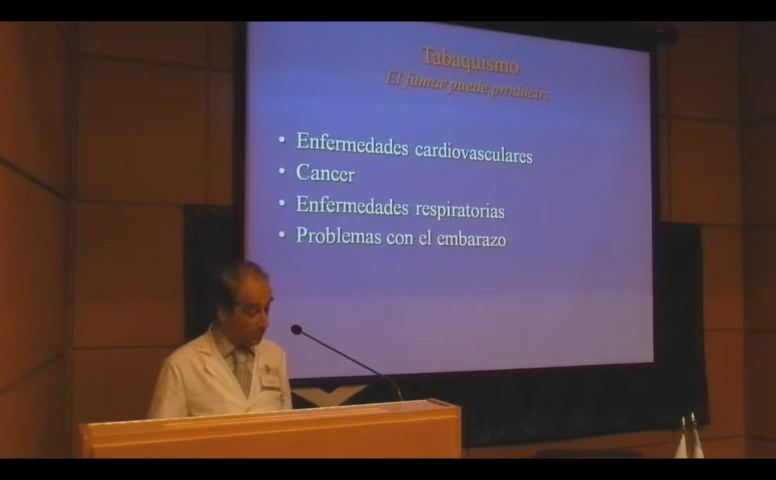 Tabaquismo
El fumar puede producir:
• Enfermedades cardiovasculares
• Cancer
• Enfermedades respiratorias
• Problemas con el embarazo